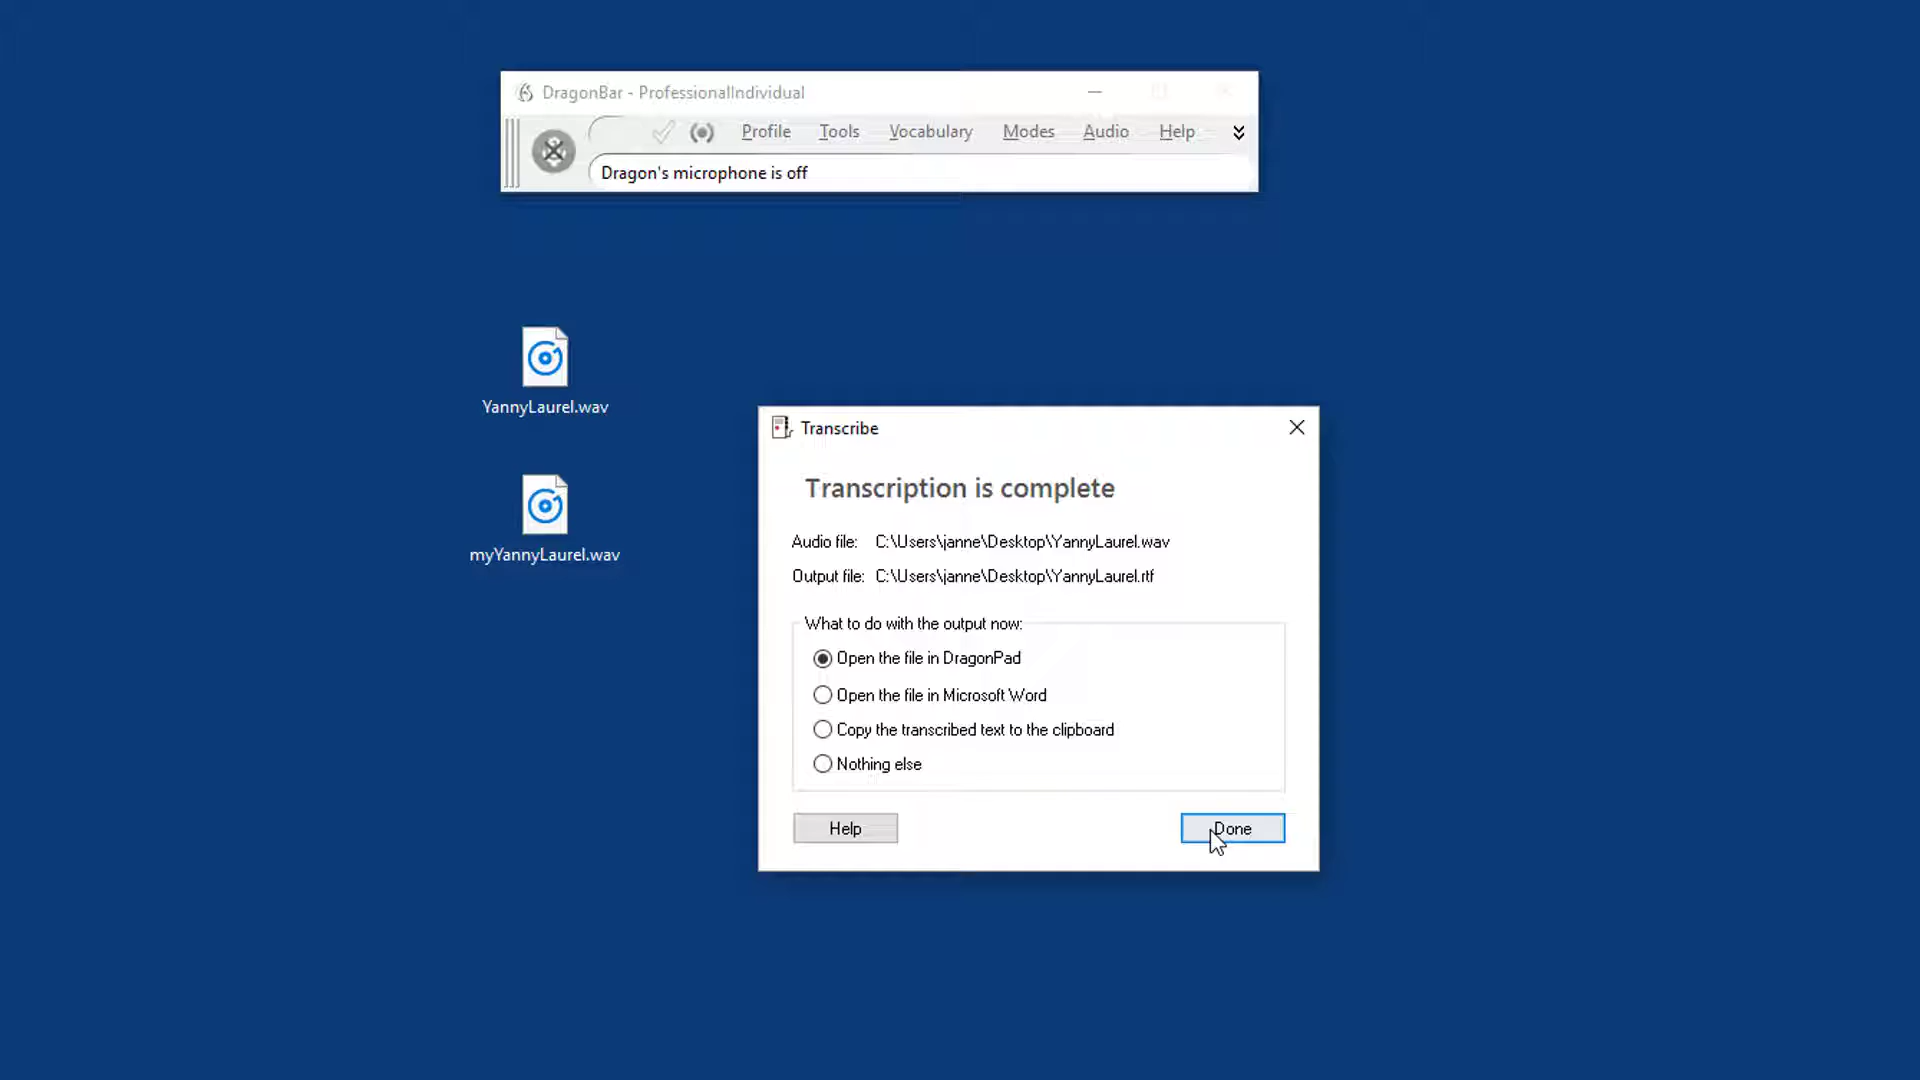 DragonBar - ProfessionalIndividual
Profile Tools Vocabulary Modes Audio Help
Dragon's microphone is off
YannyLaurel.wav
myYannyLaurel.wav
Transcribe
Transcription is complete
Audio file: C:\Users\janne\Desktop\YannyLaurel.wav
Output file: C:\Users\janne\Desktop\YannyLaurel.rtf
What to do with the output now:
Open the file in DragonPad
Open the file in Microsoft Word
Copy the transcribed text to the clipboard
Nothing else
Help Done